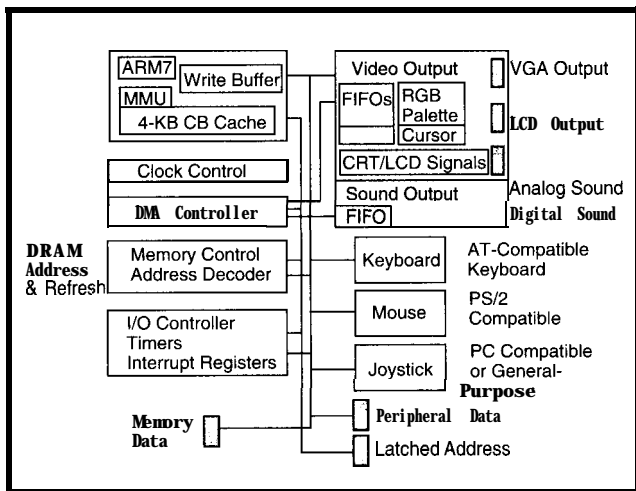 ARM7
Write Buffer
MMU
4-KB CB Cache
Clock Control
DMA Controller
DRAM
Address
& Refresh
Memory Control
Address Decoder
I/O Controller
Timers
Interrupt Registers
Memory
Data
Video Output
FIFOs
RGB
Palette
Cursor
CRT/LCD Signals
Sound Output
FIFO
VGA Output
LCD Output
Analog Sound
Digital Sound
Keyboard
AT-Compatible
Keyboard
Mouse
PS/2
Compatible
Joystick
PC Compatible
or General-
Purpose
Peripheral Data
Latched Address